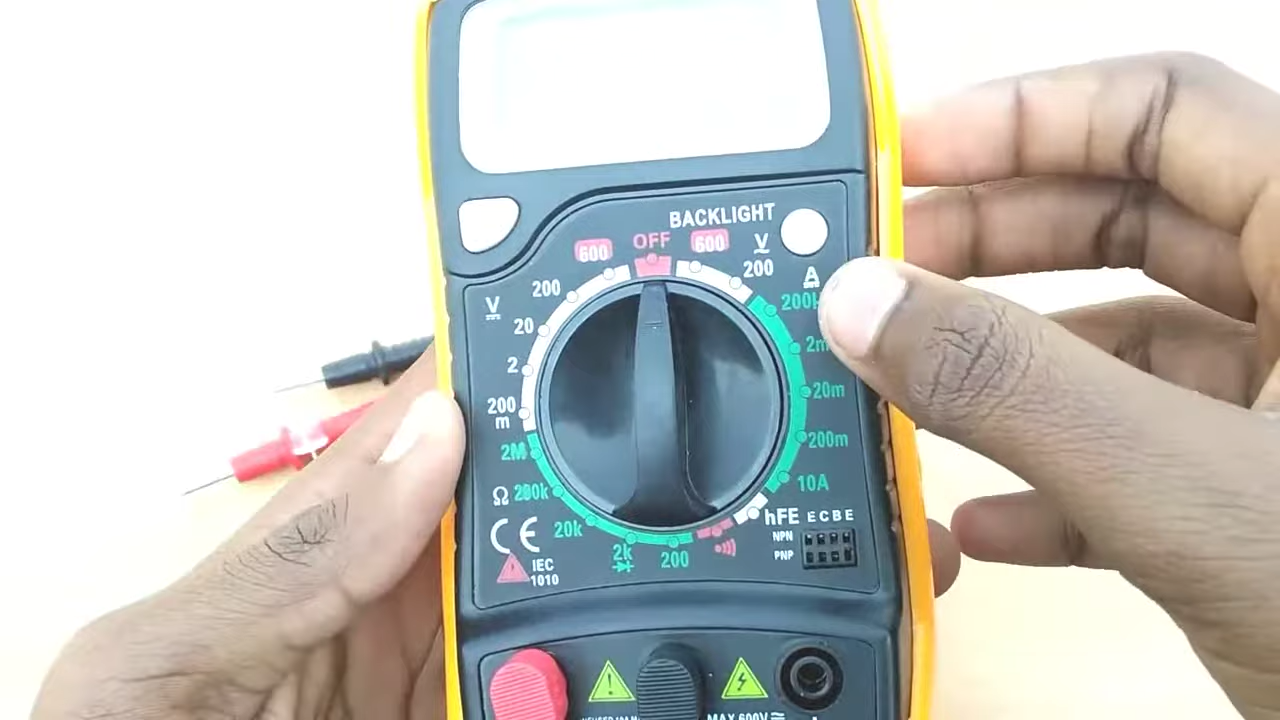 BACKLIGHT
600
OFF
600
V
200
200
A
V
200
20
2m
2
20m
200
m
200m
2M
10A
Ω
200k
hFE
E C B E
20k
NPN
CE
2k
200
PNP
IEC
1010
MAX 600V